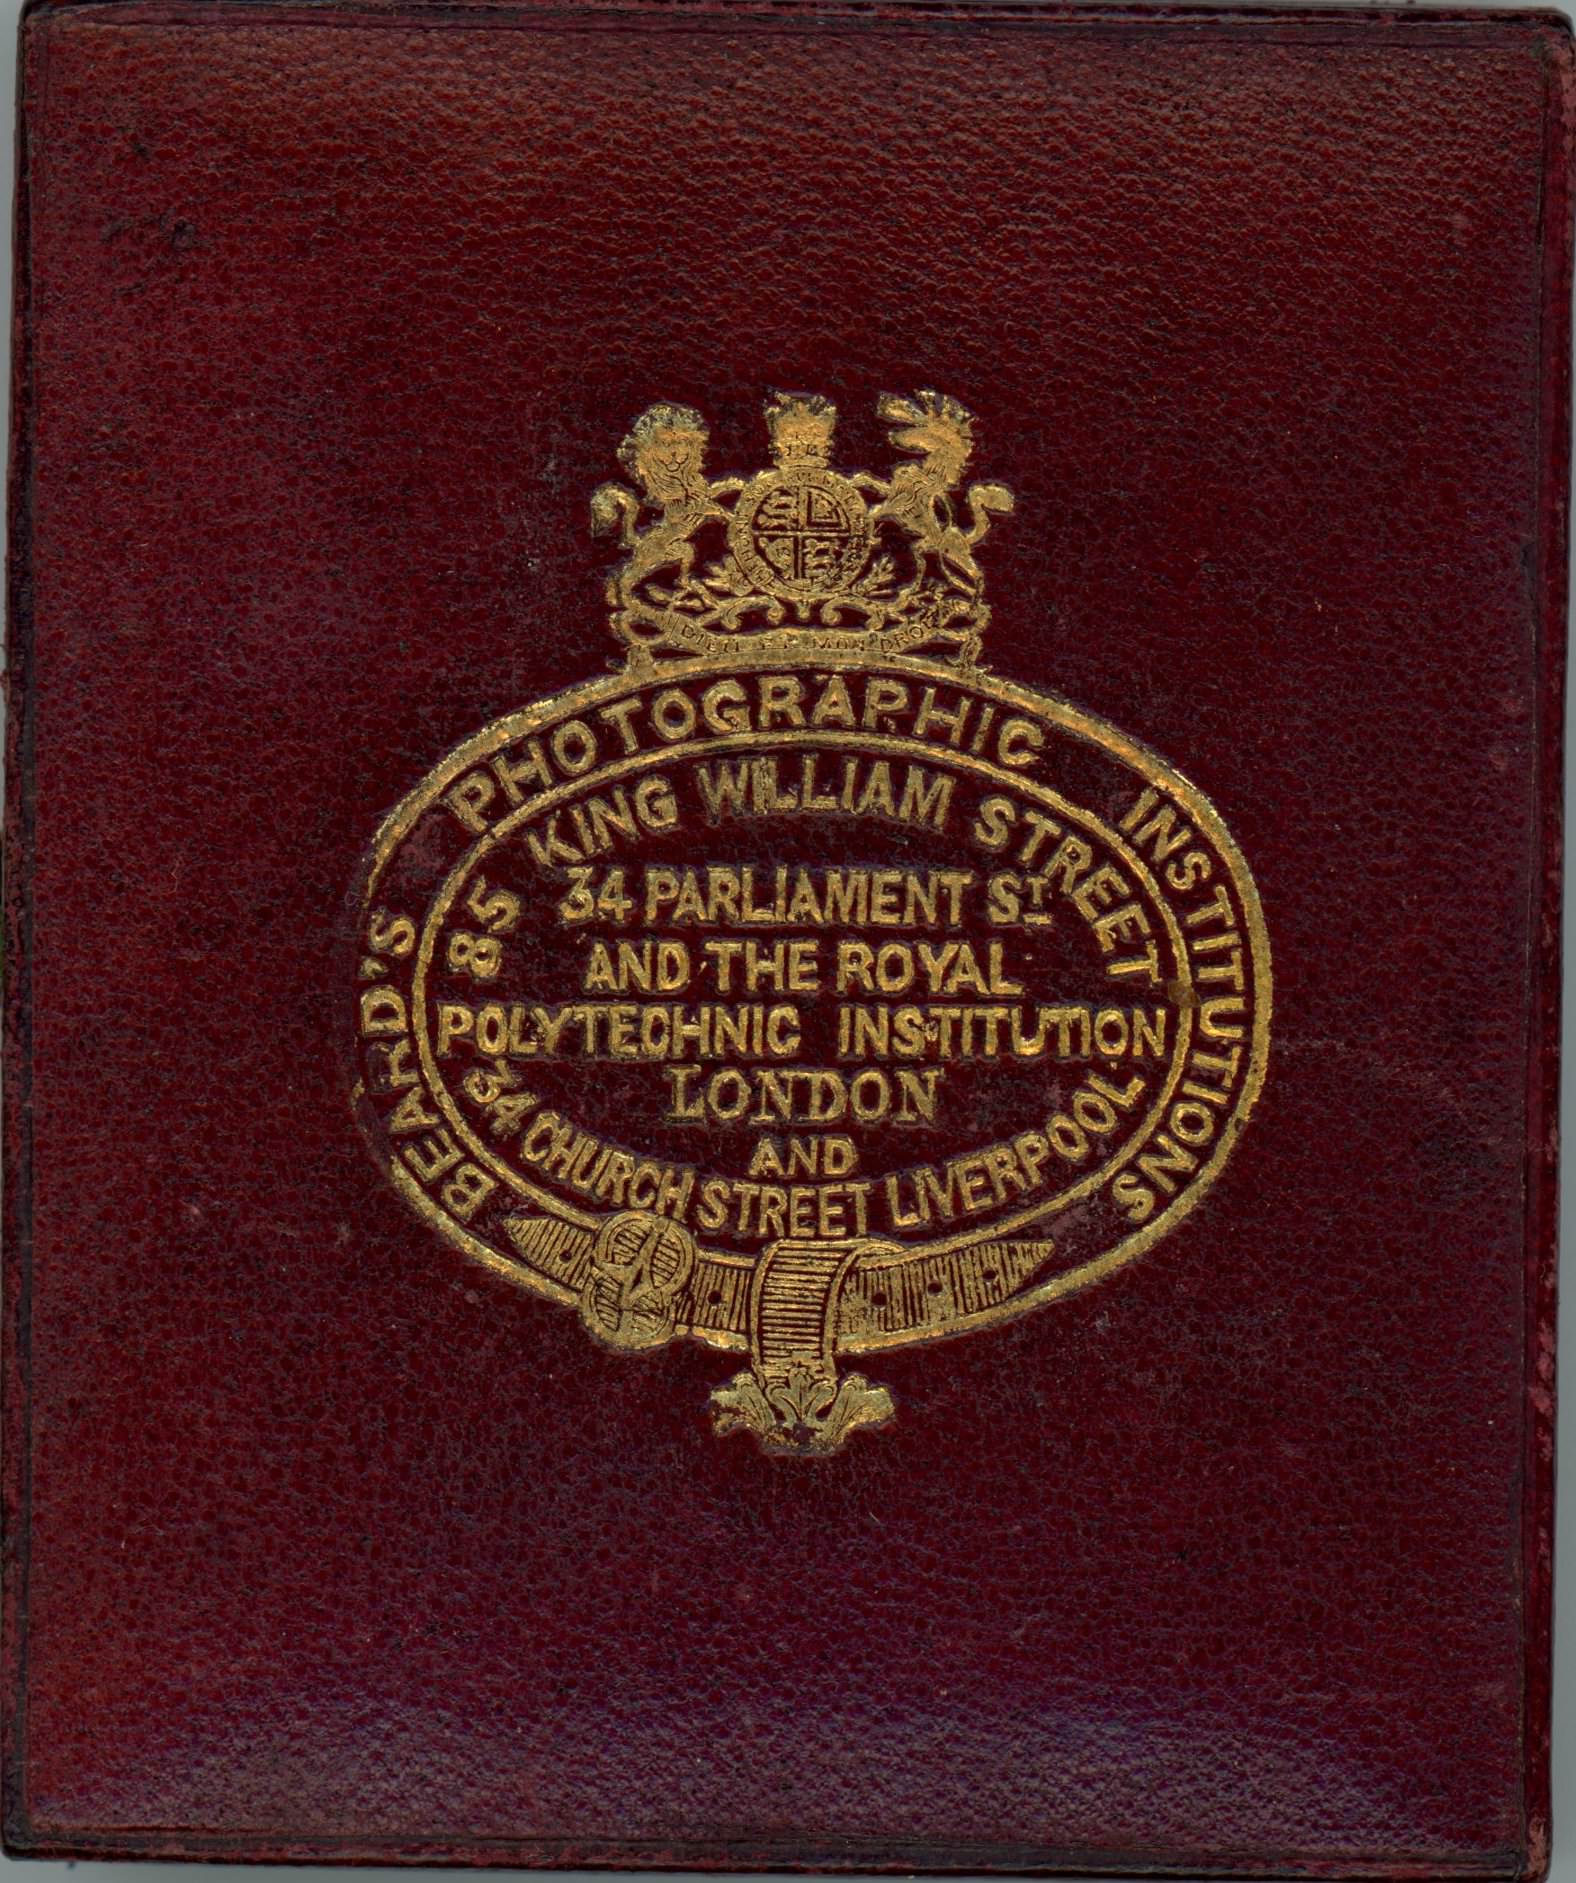 DIEU ET MON DROIT
BEARD'S PHOTOGRAPHIC INSTITUTIONS
85 KING WILLIAM STREET
34 PARLIAMENT ST
AND THE ROYAL
POLYTECHNIC INSTITUTION
LONDON
AND
34 CHURCH STREET LIVERPOOL